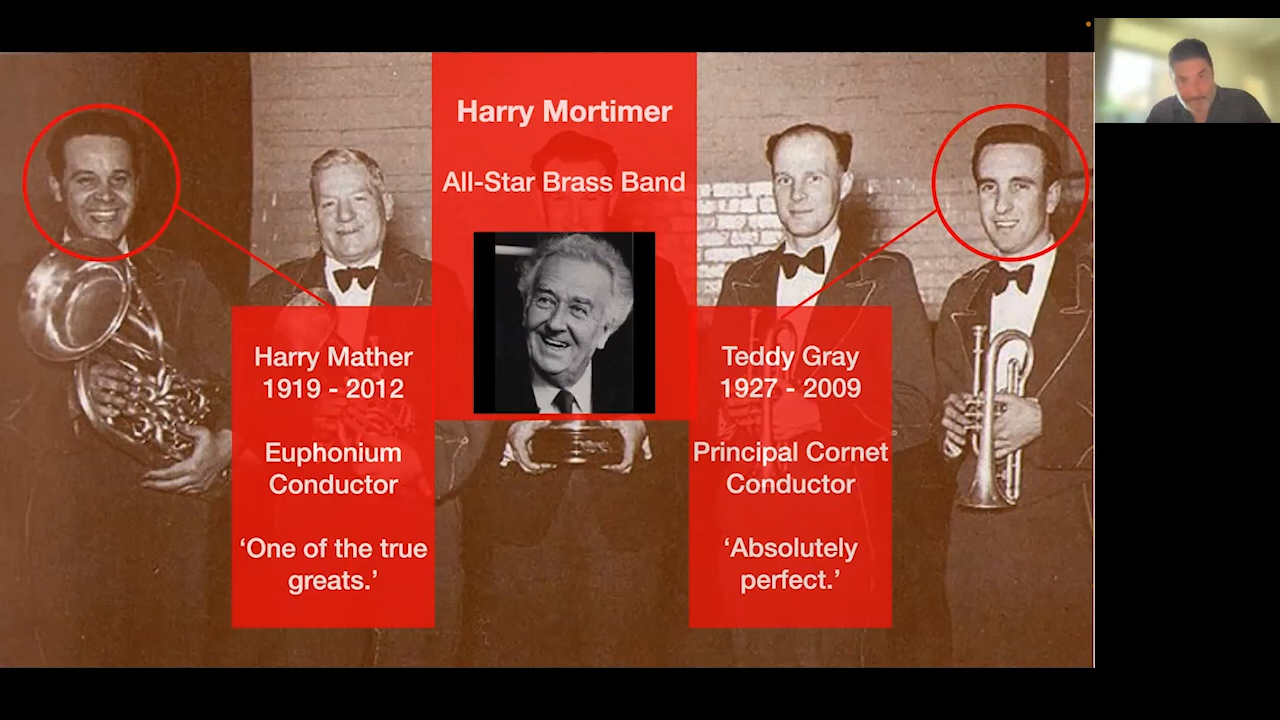 Harry Mortimer
All-Star Brass Band
Harry Mather
1919 - 2012
Euphonium
Conductor
‘One of the true
greats.’
Teddy Gray
1927 - 2009
Principal Cornet
Conductor
‘Absolutely
perfect.’